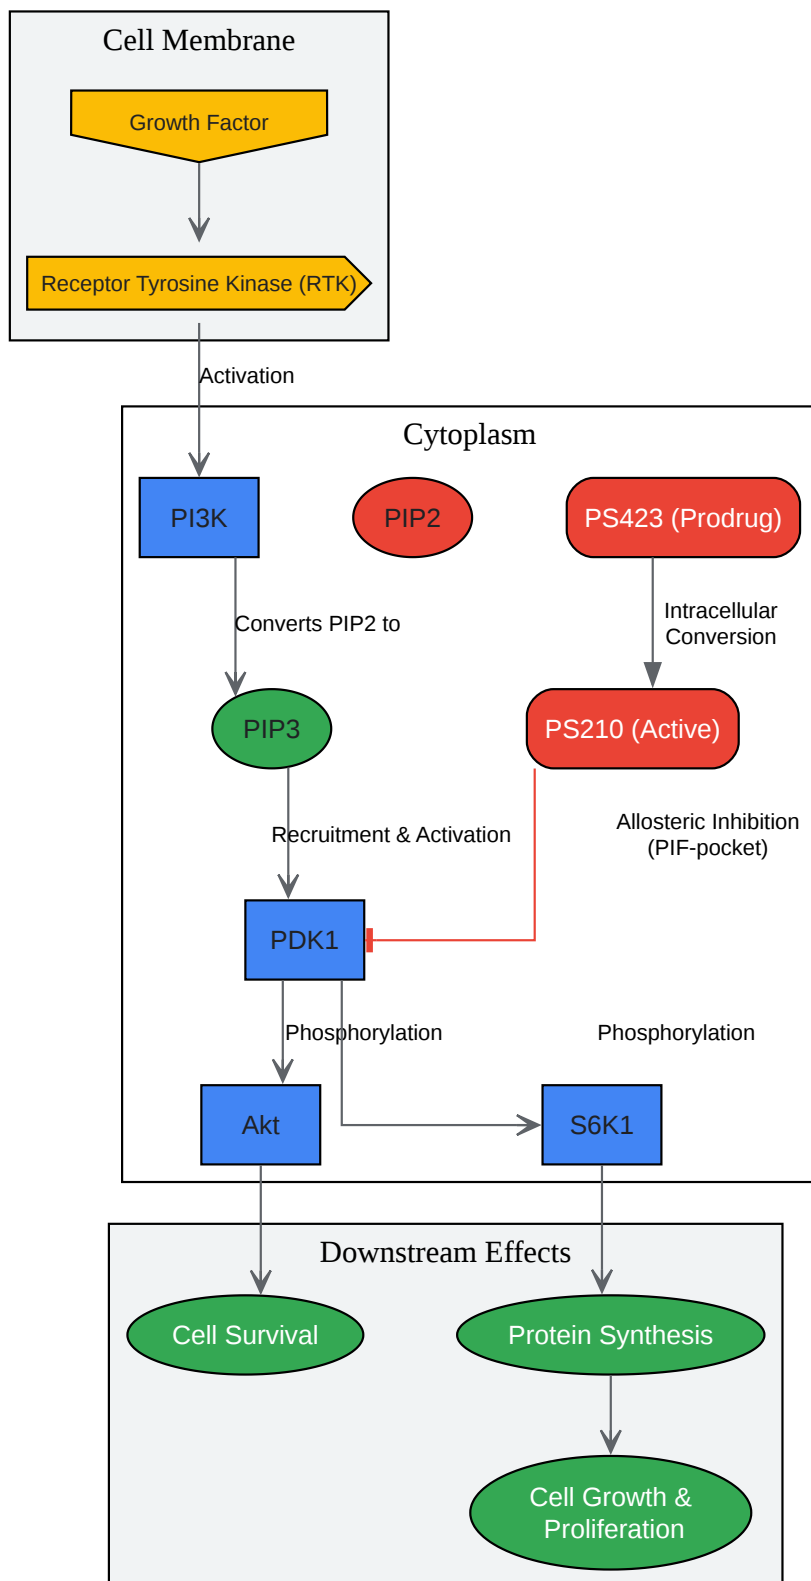 Cell Membrane
Growth Factor
Receptor Tyrosine Kinase (RTK)
Activation
Cytoplasm
PI3K
PIP2
PS423 (Prodrug)
Converts PIP2 to
Intracellular
Conversion
PIP3
PS210 (Active)
Recruitment & Activation
Allosteric Inhibition
(PIF-pocket)
PDK1
Phosphorylation
Phosphorylation
Akt
S6K1
Downstream Effects
Cell Survival
Protein Synthesis
Cell Growth &
Proliferation